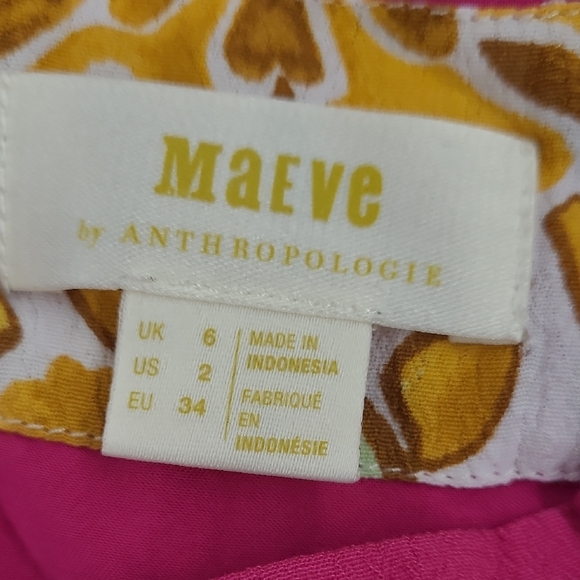 MaEve
by ANTHROPOLOGIE
UK 6
US 2
EU 34
MADE IN
INDONESIA
FABRIQUÉ
EN
INDONÉSIE